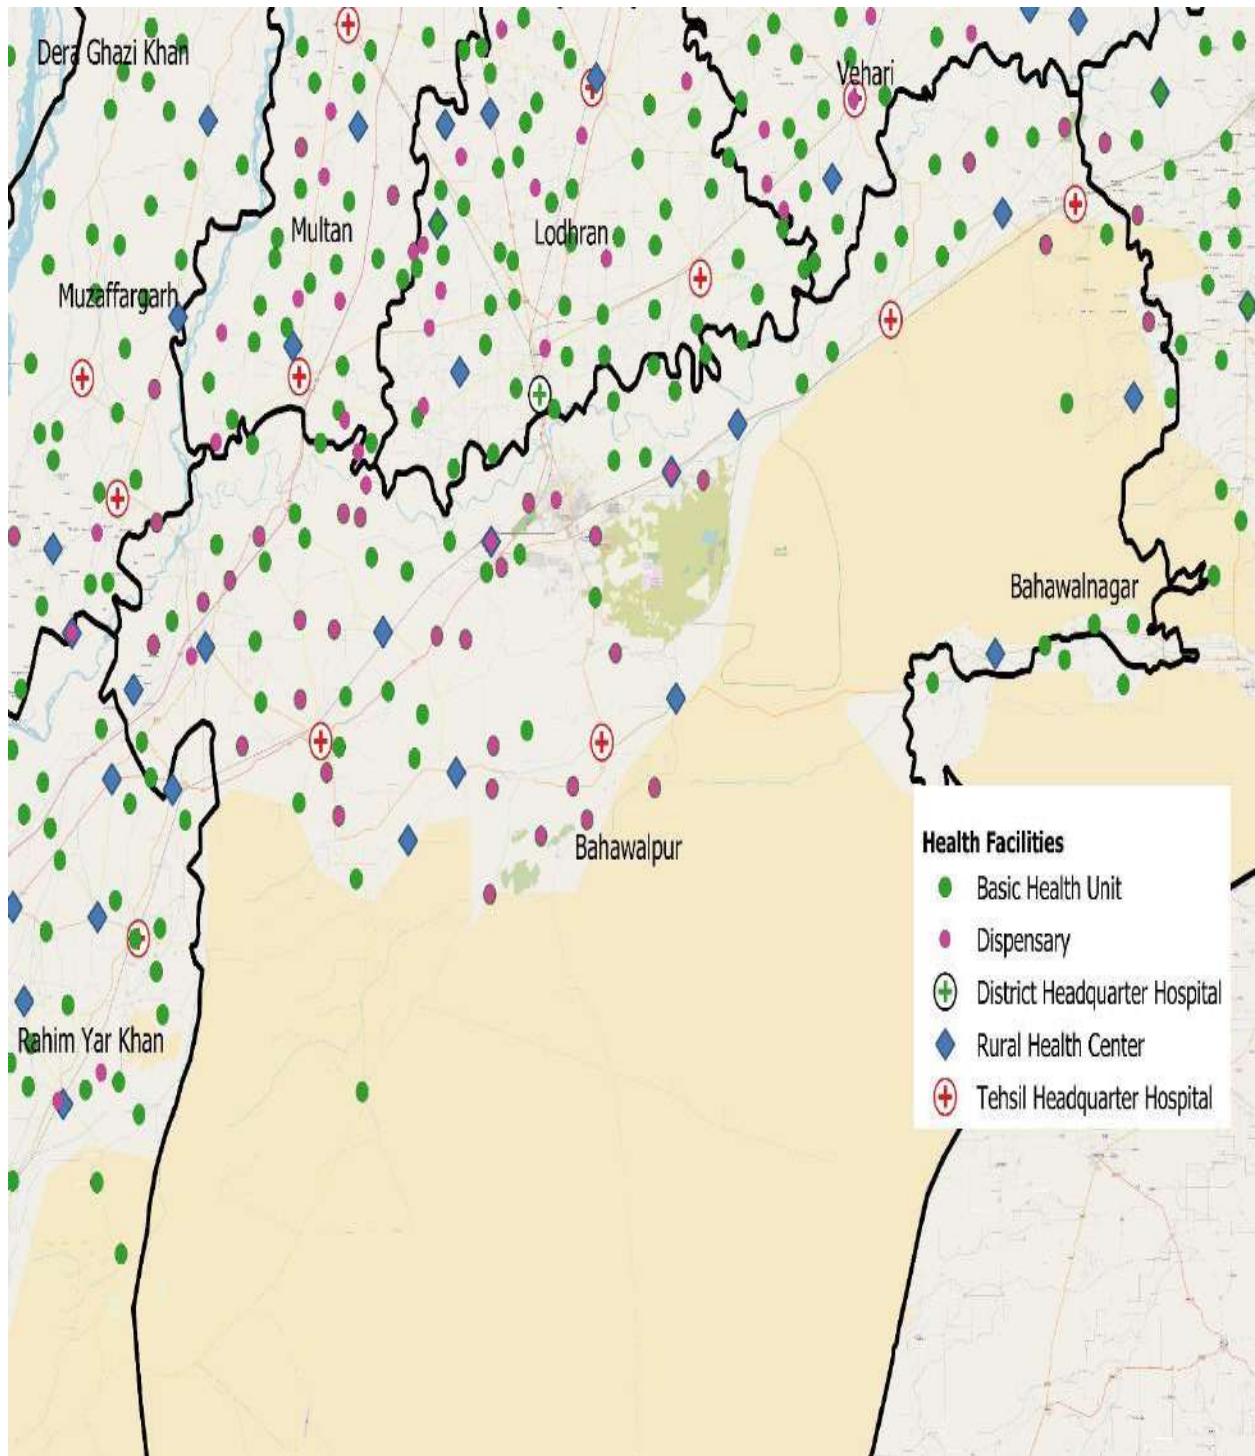 Dera Ghazi Khan
Vehari
Multan
Lodhran
Muzaffargarh
Bahawalnagar
Bahawalpur
Rahim Yar Khan
Health Facilities
Basic Health Unit
Dispensary
District Headquarter Hospital
Rural Health Center
Tehsil Headquarter Hospital